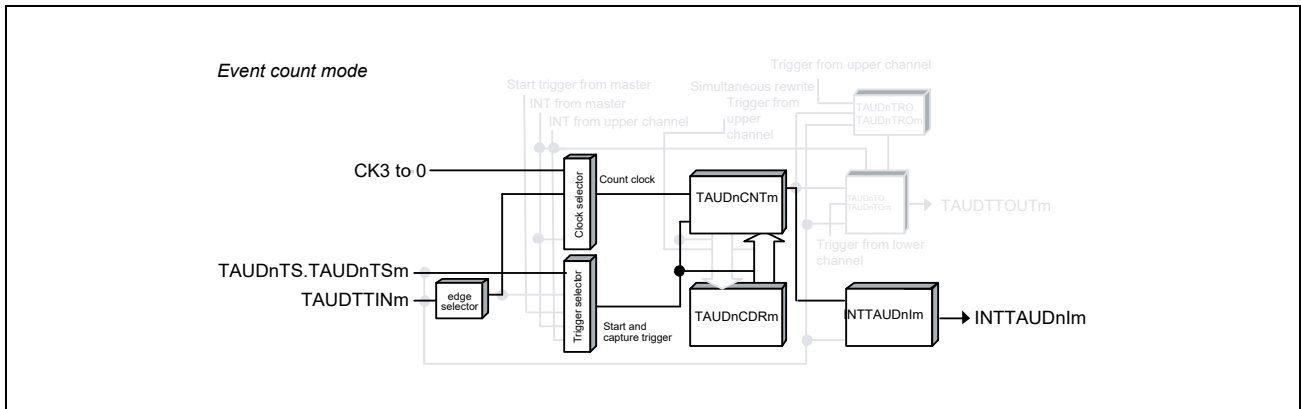 Event count mode
Trigger from upper channel
Start trigger from master
Simultaneous rewrite
INT from master
Trigger from
upper
channel
INT from upper channel
TAUDnTRO.
TAUDnTROm
CK3 to 0
Clock selector
Count clock
TAUDnCNTm
TAUDnTO.
TAUDnTOm
TAUDTTOUTm
Trigger from lower
channel
TAUDnTS.TAUDnTSm
TAUDTTINm
edge
selector
Trigger selector
Start and
capture trigger
TAUDnCDRm
INTTAUDnIm
INTTAUDnIm